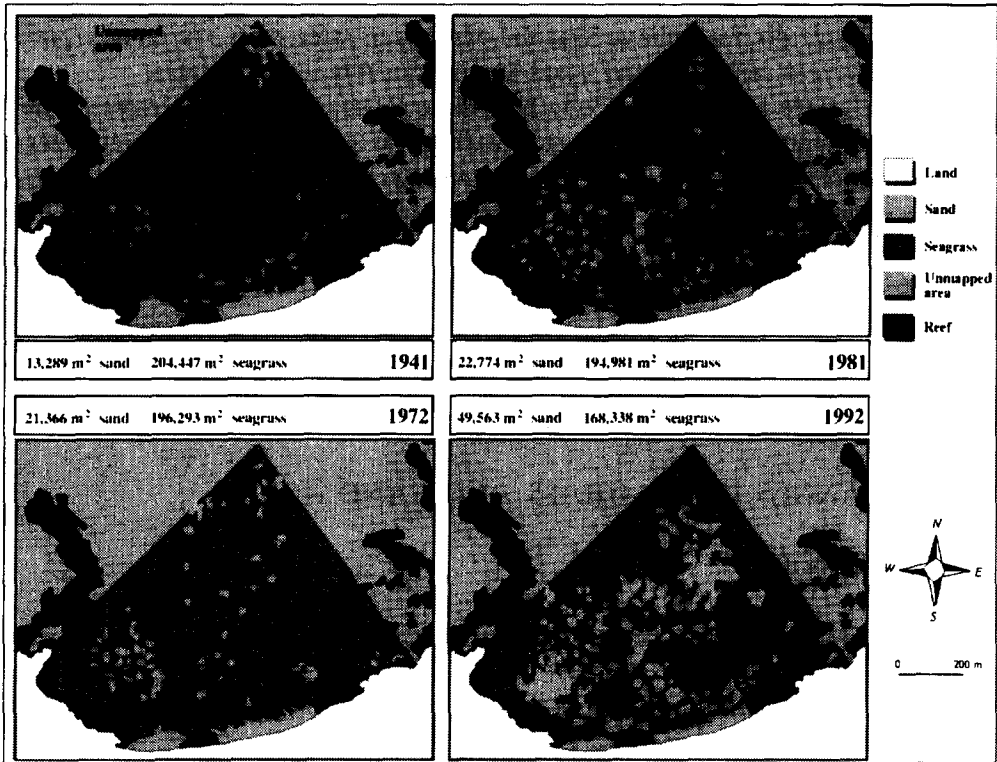 Unmapped
area
13,289 m² sand 204,447 m² seagrass 1941
22,774 m² sand 194,981 m² seagrass 1981
21,366 m² sand 196,293 m² seagrass 1972
49,563 m² sand 168,338 m² seagrass 1992
Land
Sand
Seagrass
Unmapped
area
Reef
N
W E
S
0 200 m